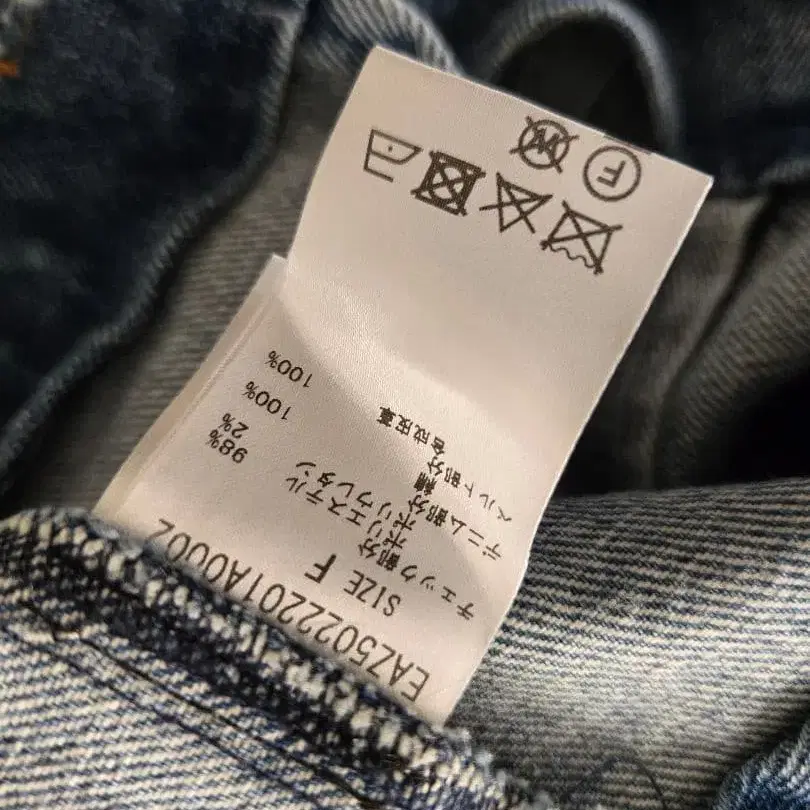 EAZ5022201A0002
SIZE F
チェック部分
ポリエステル 98%
ポリウレタン 2%
デニム部分
綿 100%
ベルト部分
合成皮革 100%
F
W